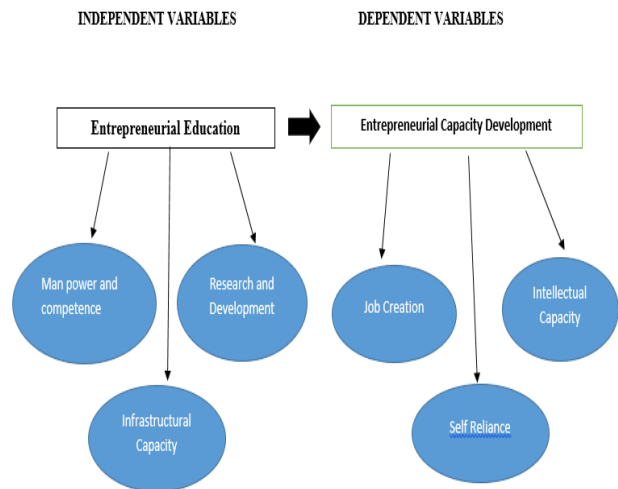 INDEPENDENT VARIABLES
DEPENDENT VARIABLES
Entrepreneurial Education
Entrepreneurial Capacity Development
Man power and
competence
Research and
Development
Infrastructural
Capacity
Job Creation
Intellectual
Capacity
Self Reliance